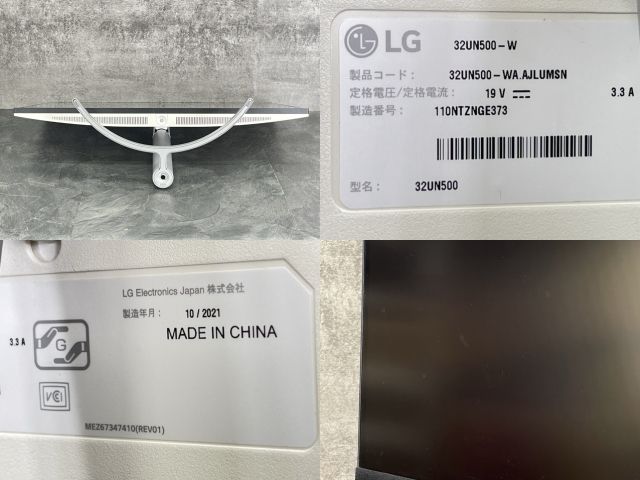 LG 32UN500-W
製品コード: 32UN500-WA.AJLUMSN
定格電圧/定格電流: 19 V 3.3 A
製造番号: 110NTZNGE373
型名: 32UN500
LG Electronics Japan 株式会社
製造年月: 10 / 2021
3.3 A
MADE IN CHINA
G
VCI
MEZ67347410(REV01)